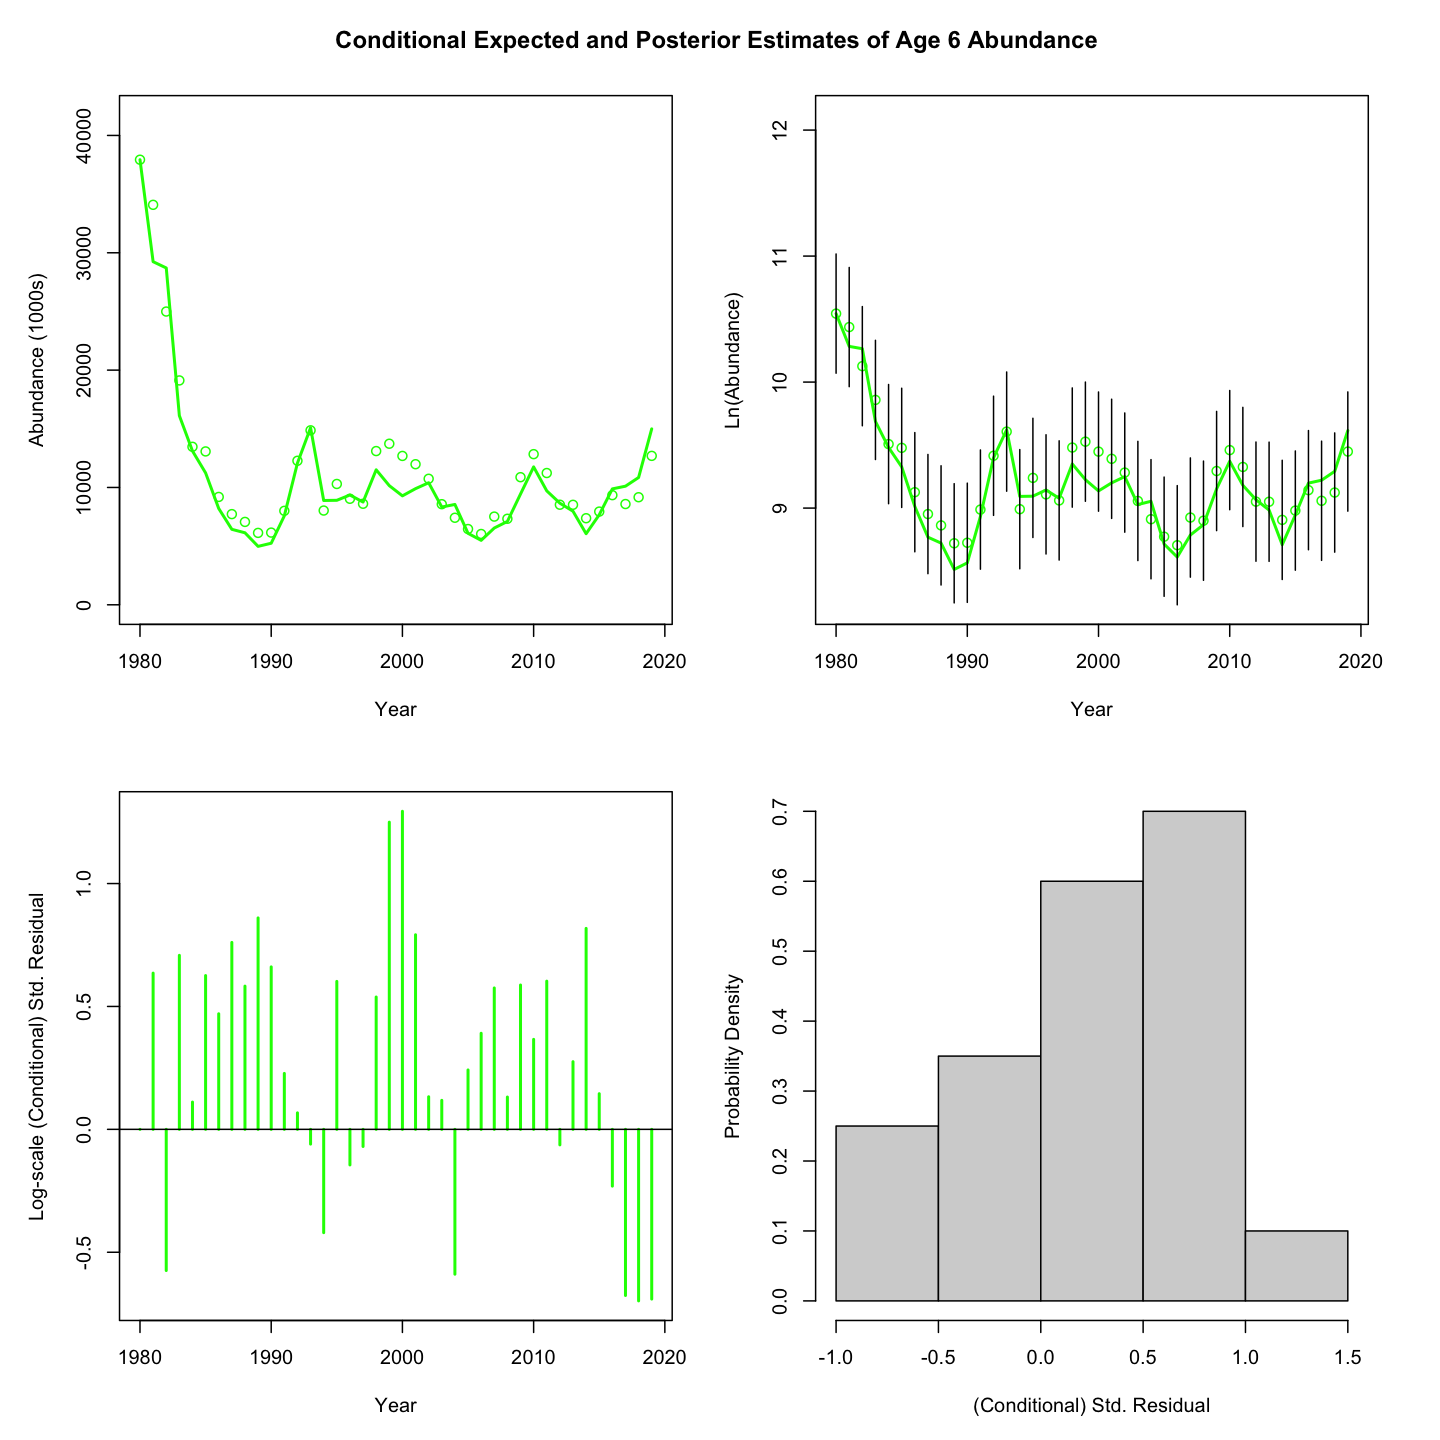 Conditional Expected and Posterior Estimates of Age 6 Abundance
Abundance (1000s)
40000
30000
20000
10000
0
1980 1990 2000 2010 2020
Year
Ln(Abundance)
12
11
10
9
1980 1990 2000 2010 2020
Year
Log-scale (Conditional) Std. Residual
1.0
0.5
0.0
-0.5
1980 1990 2000 2010 2020
Year
Probability Density
0.7
0.6
0.5
0.4
0.3
0.2
0.1
0.0
-1.0 -0.5 0.0 0.5 1.0 1.5
(Conditional) Std. Residual